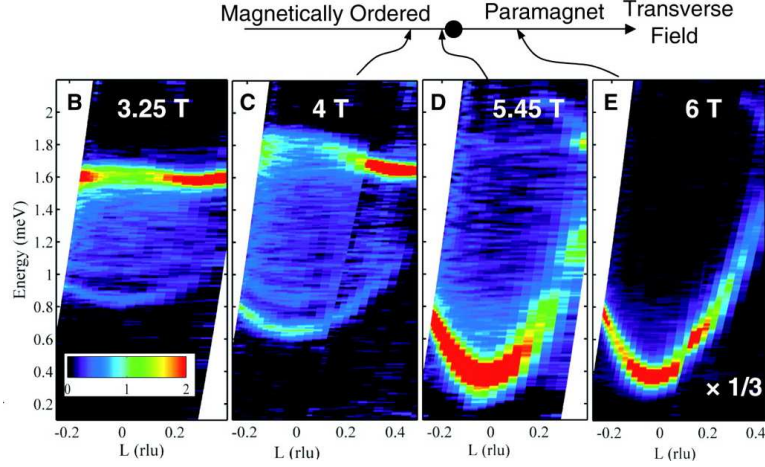 Magnetically Ordered Paramagnet Transverse
Field
B 3.25 T
C 4 T
D 5.45 T
E 6 T
Energy (meV)
2
1.8
1.6
1.4
1.2
1
0.8
0.6
0.4
0.2
0 1 2
× 1/3
-0.2 0 0.2
-0.2 0 0.2 0.4
-0.2 0 0.2
-0.2 0 0.2 0.4
L (rlu) L (rlu) L (rlu) L (rlu)